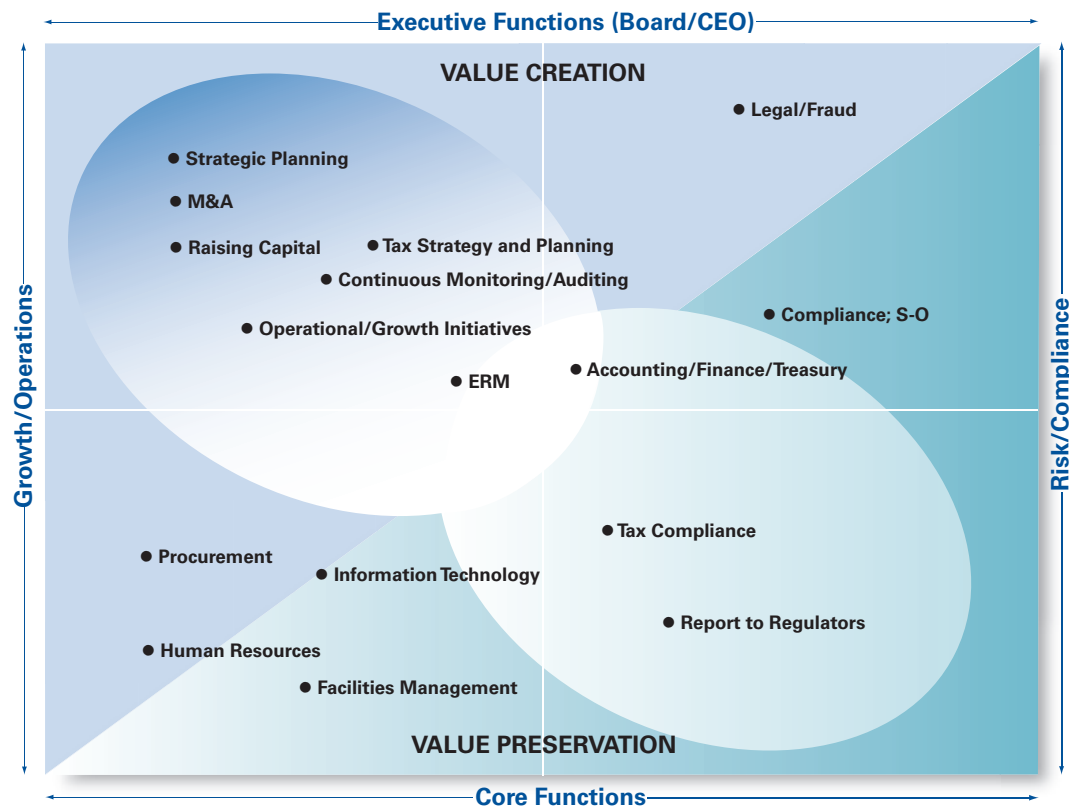 Executive Functions (Board/CEO)
VALUE CREATION
Legal/Fraud
Strategic Planning
M&A
Raising Capital
Tax Strategy and Planning
Continuous Monitoring/Auditing
Compliance; S-O
Operational/Growth Initiatives
Accounting/Finance/Treasury
ERM
Growth/Operations
Risk/Compliance
Tax Compliance
Procurement
Information Technology
Report to Regulators
Human Resources
Facilities Management
VALUE PRESERVATION
Core Functions